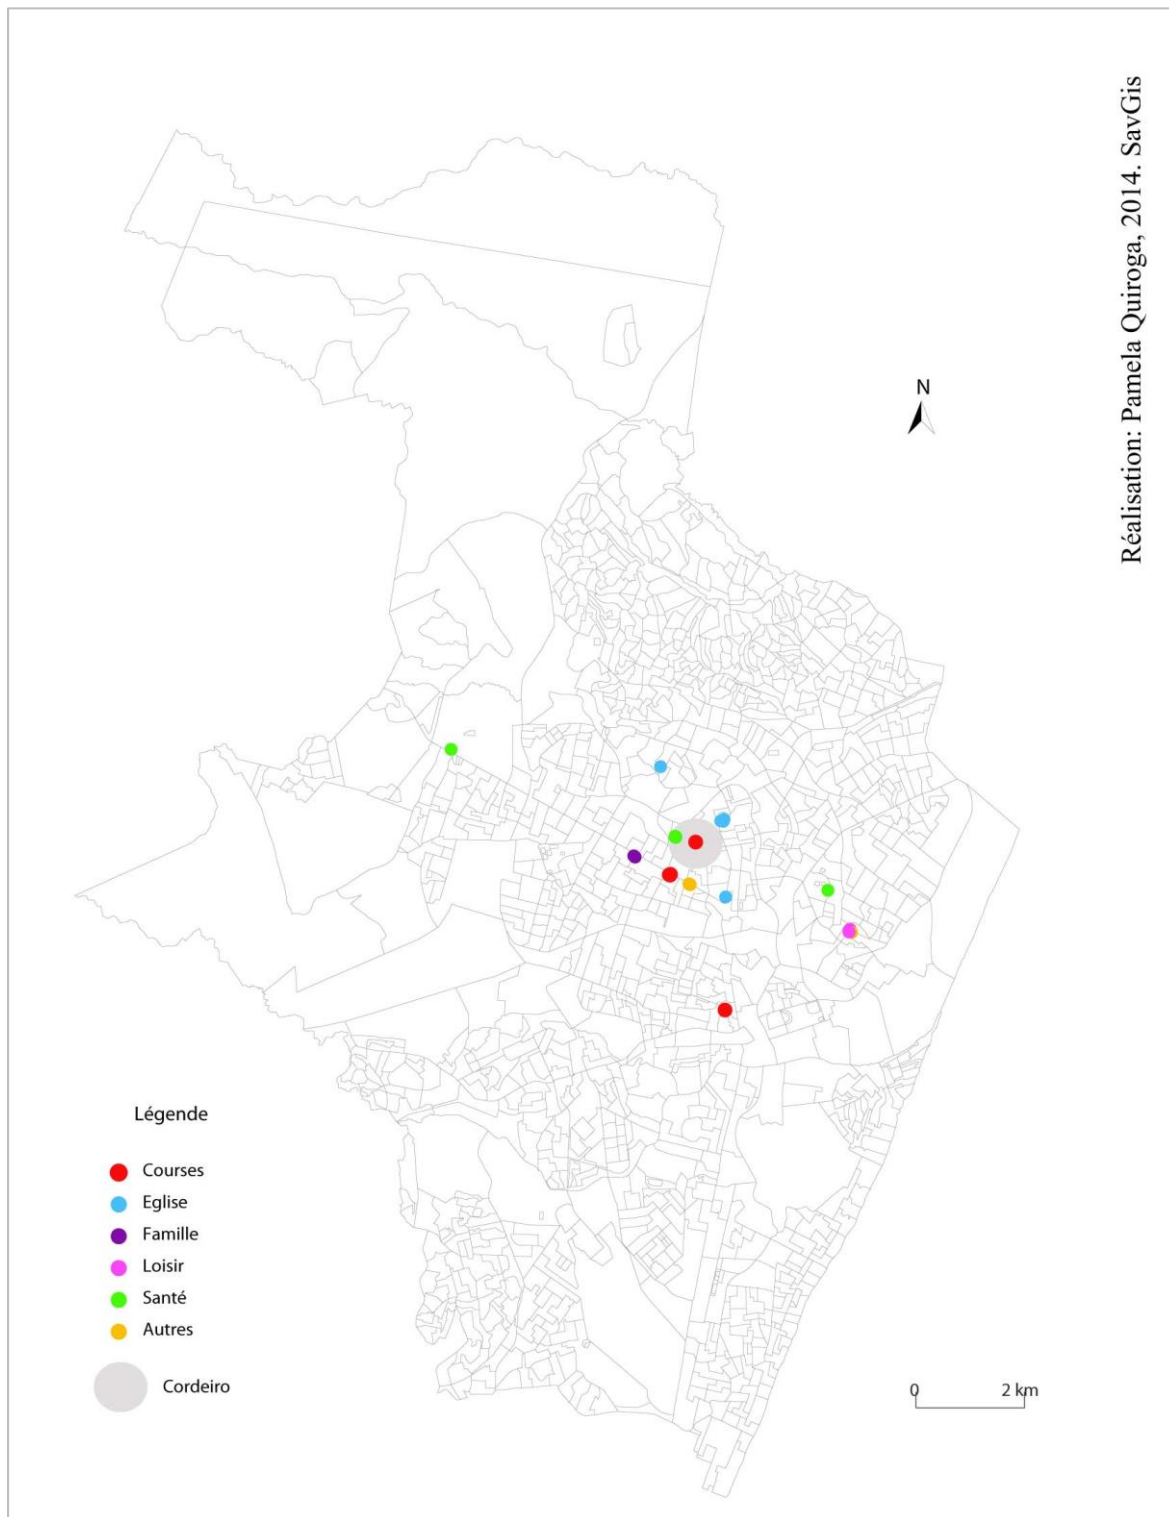 Réalisation: Pamela Quiroga, 2014. SavGis
N
Légende
Courses
Eglise
Famille
Loisir
Santé
Autres
Cordeiro
0 2 km